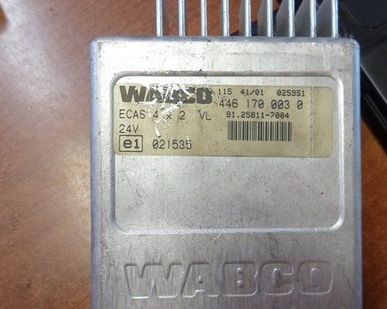 WABCO 11S 41/01 025951
446 170 003 0
ECAS 4 x 2 VL 81.25811-7004
24V
e1 021535
WABCO